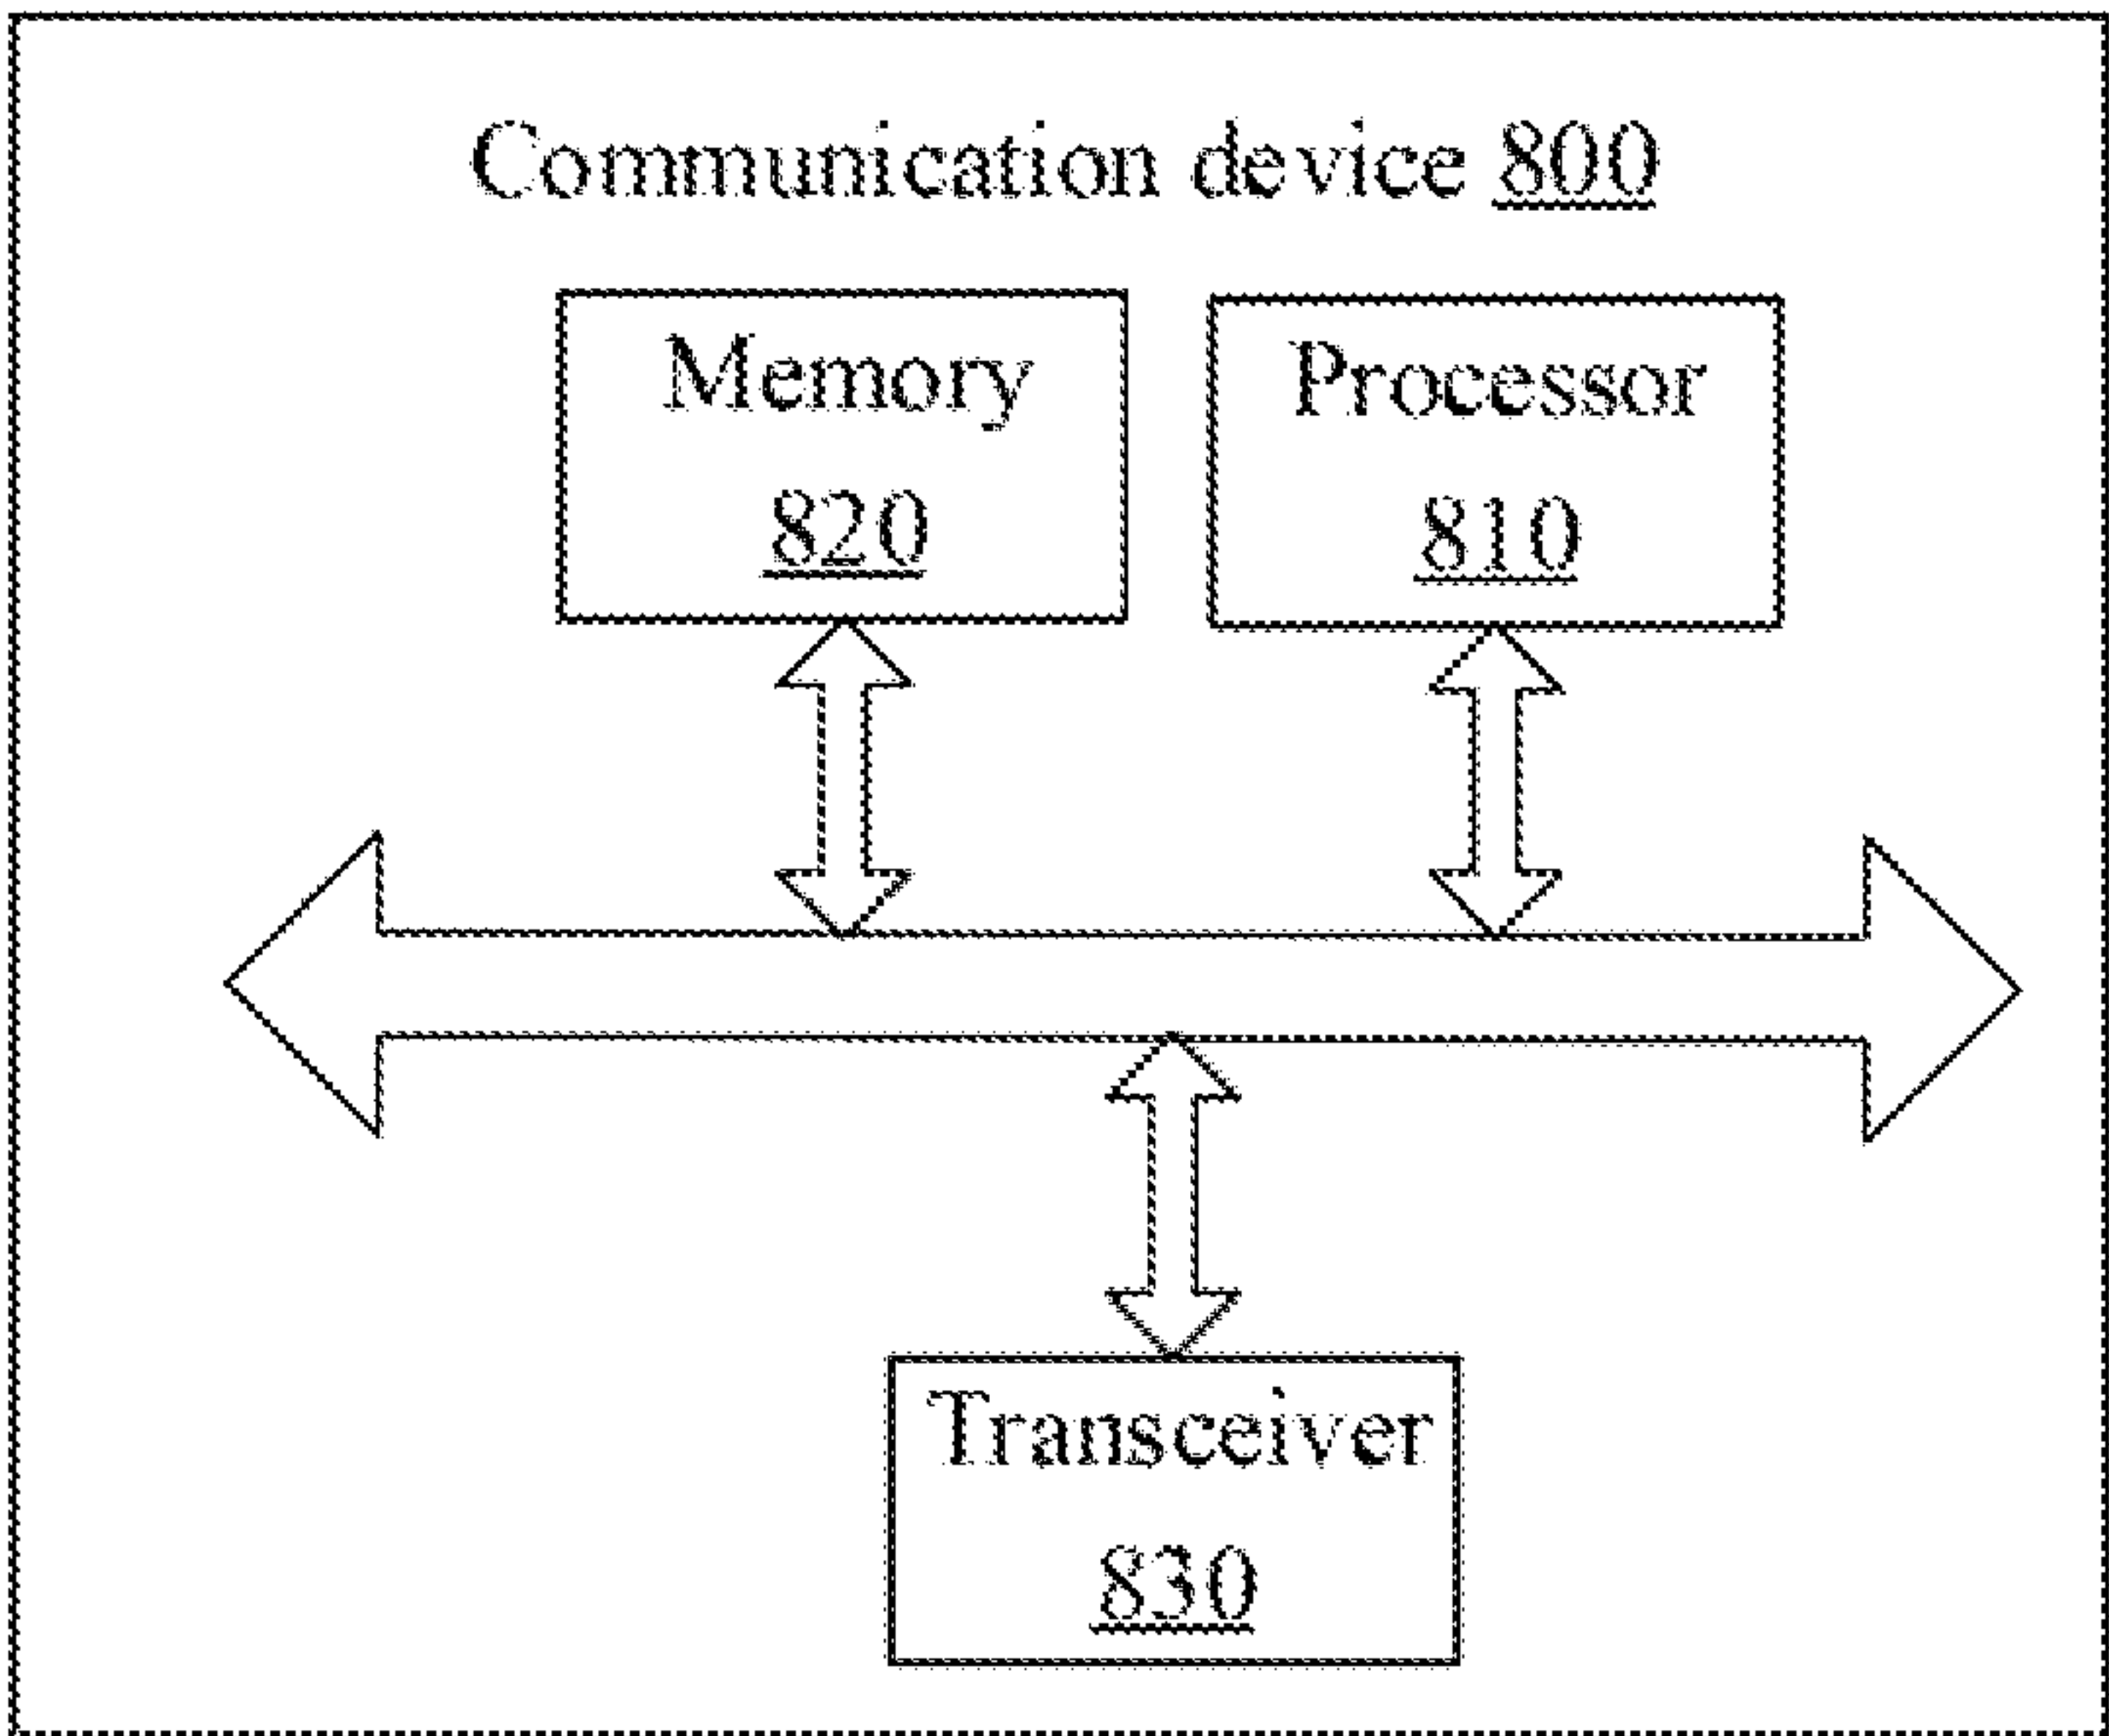 Communication device 800
Memory
820
Processor
810
Transceiver
830